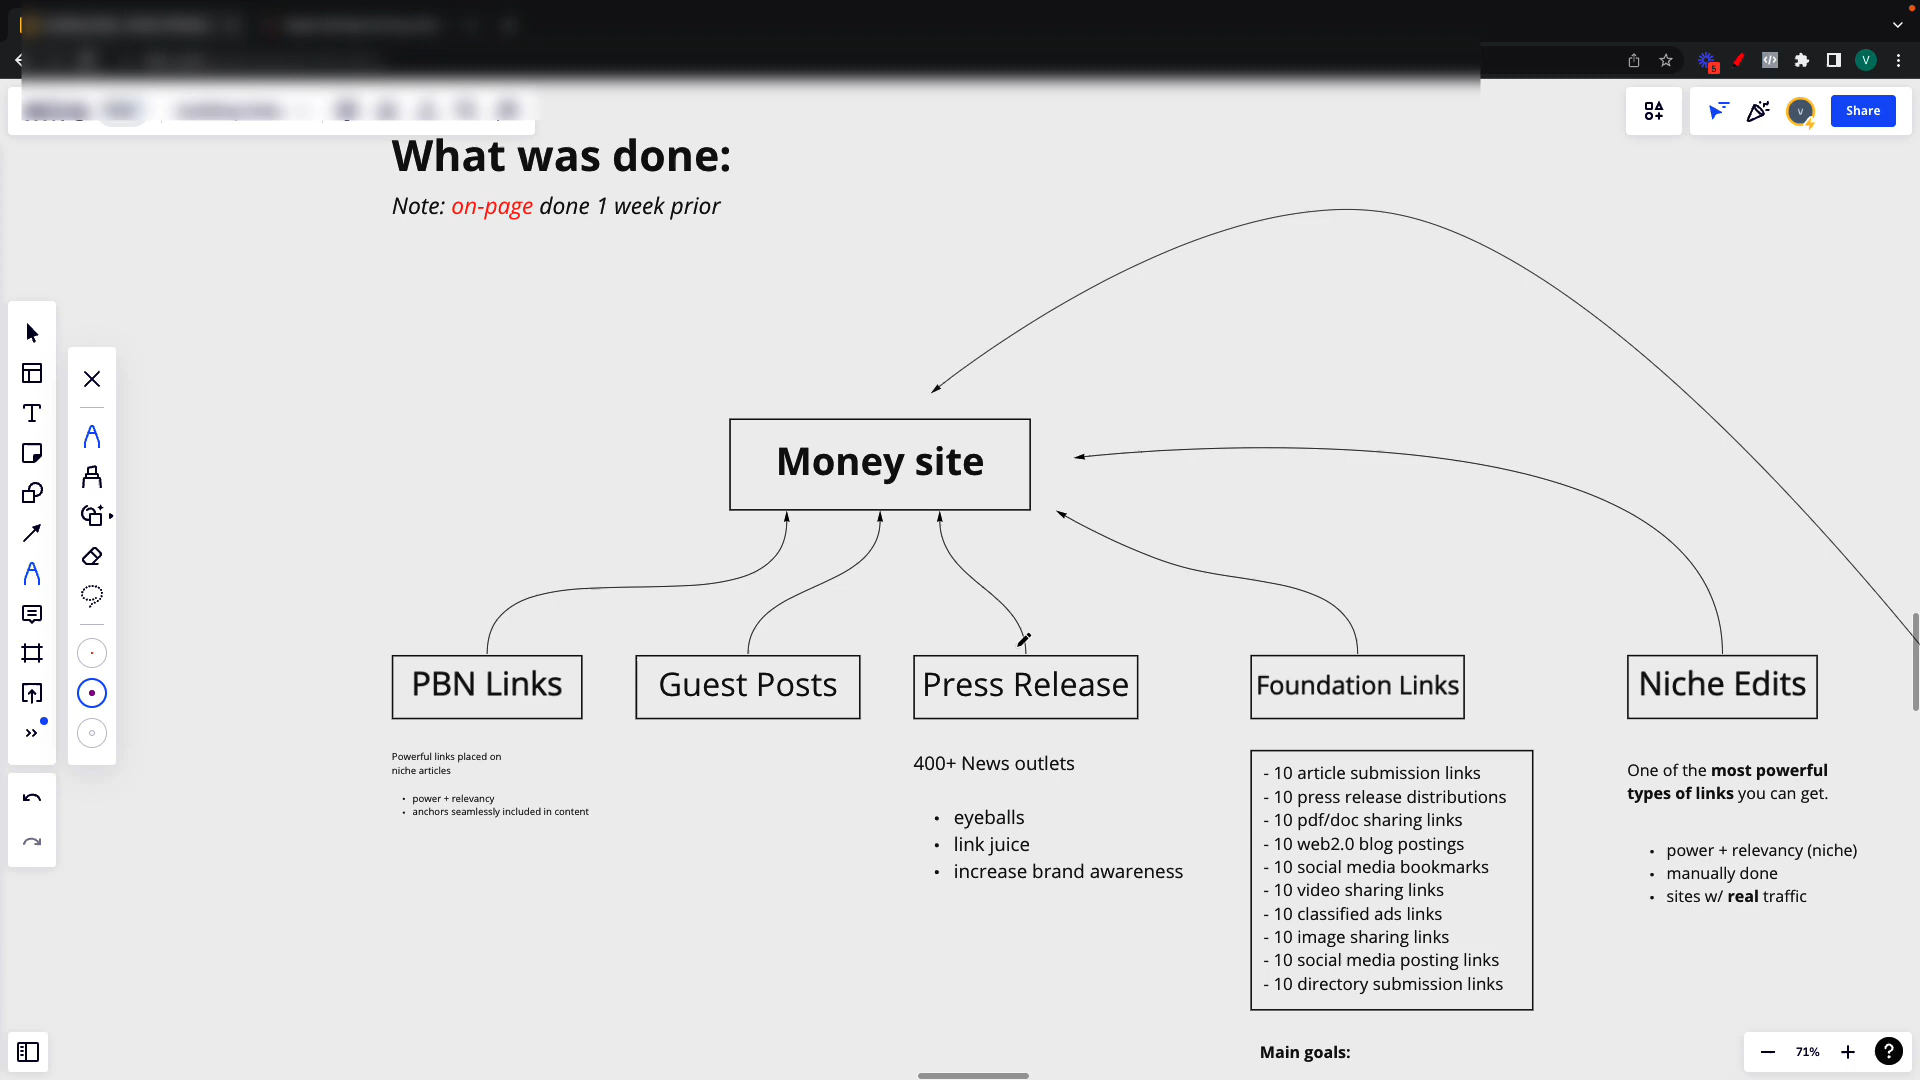 5
V
V
Share
What was done:
Note: on-page done 1 week prior
Money site
PBN Links
Guest Posts
Press Release
Foundation Links
Niche Edits
Powerful links placed on
niche articles
• power + relevancy
• anchors seamlessly included in content
400+ News outlets
• eyeballs
• link juice
• increase brand awareness
- 10 article submission links
- 10 press release distributions
- 10 pdf/doc sharing links
- 10 web2.0 blog postings
- 10 social media bookmarks
- 10 video sharing links
- 10 classified ads links
- 10 image sharing links
- 10 social media posting links
- 10 directory submission links
One of the most powerful
types of links you can get.
• power + relevancy (niche)
• manually done
• sites w/ real traffic
Main goals:
71%